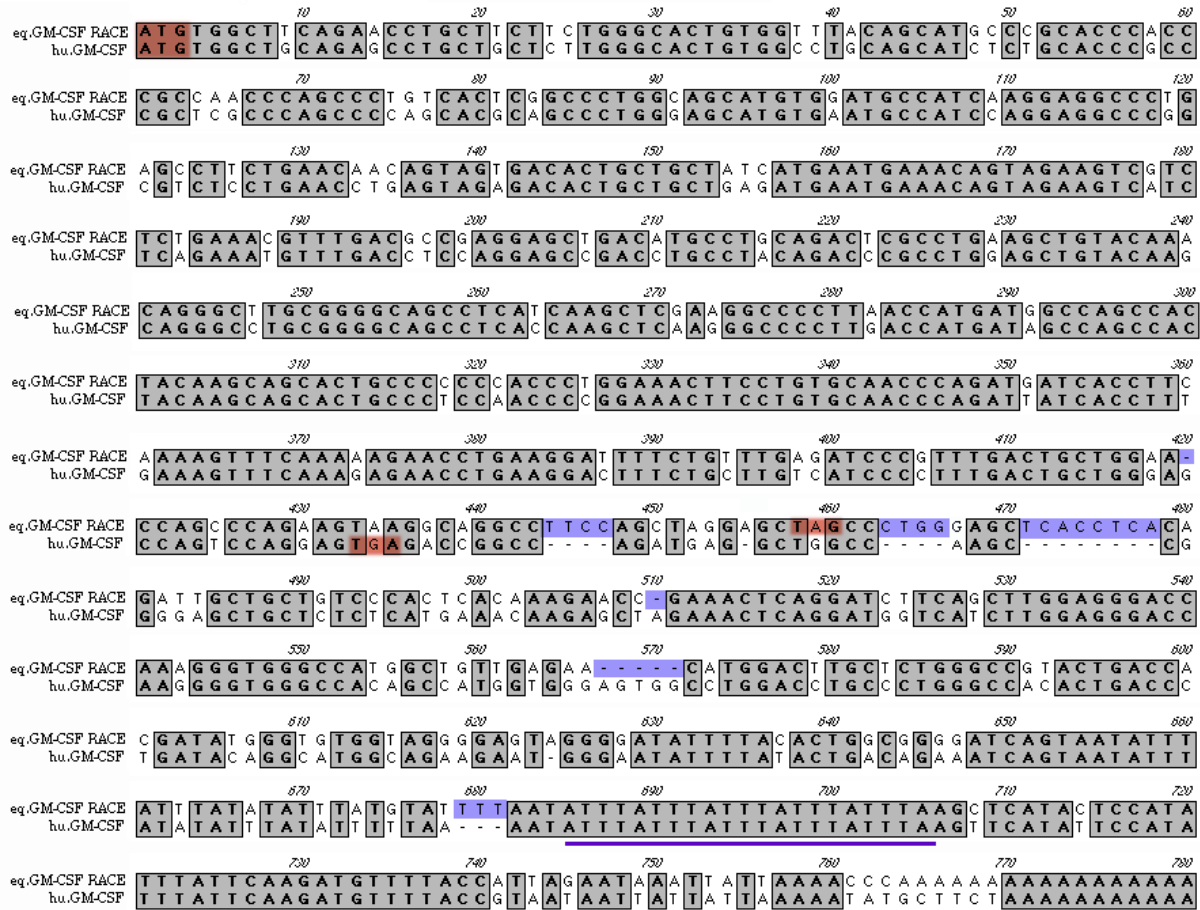 10 20 30 40 50 60
eq.GM-CSF RACE ATGTGGCTTCAGAACCTGCTTCTTCTGGGCACTGTGGTTTACAGCATGCCCGCACCCACC
hu.GM-CSF ATGTGGCTGCAGAGCCTGCTGCTCTTGGGCACTGTGGCCTGCAGCATCTCTGCACCCGCC
70 80 90 100 110 120
eq.GM-CSF RACE CGCCAACCCAGCCCTGTCACTCGGCCCTGGCAGCATGTGGATGCCATCAAGGAGGCCCTG
hu.GM-CSF CGCTCGCCCAGCCCCAGCACGCAGCCCTGGGAGCATGTGAATGCCATCCAGGAGGCCCGG
130 140 150 160 170 180
eq.GM-CSF RACE AGCCTTCTGAACAACAGTAGTGACACTGCTGCTATCATGAATGAAACAGTAGAAGTCGTC
hu.GM-CSF CGTCTCCTGAACCTGAGTAGAGACACTGCTGCTGAGATGAATGAAACAGTAGAAGTCATC
190 200 210 220 230 240
eq.GM-CSF RACE TCTGAAACGTTTGACGCCGAGGAGCTGACATGCCTGCAGACTCGCCTGAAGCTGTACAAA
hu.GM-CSF TCAGAAATGTTTGACCTCCAGGAGCCGACCTGCCTACAGACCCGCCTGGAGCTGTACAAG
250 260 270 280 290 300
eq.GM-CSF RACE CAGGGCTTGCGGGGCAGCCTCATCAAGCTCGAAGGCCCCTTAACCATGATGGCCAGCCAC
hu.GM-CSF CAGGGCCTGCGGGGCAGCCTCACCAAGCTCAAGGGCCCCTTGACCATGATAGCCAGCCAC
310 320 330 340 350 360
eq.GM-CSF RACE TACAAGCAGCACTGCCCCCCCACCCTGGAAACTTCCTGTGCAACCCAGATGATCACCTTC
hu.GM-CSF TACAAGCAGCACTGCCCTCCAACCCCGGAAACTTCCTGTGCAACCCAGATTATCACCTTT
370 380 390 400 410 420
eq.GM-CSF RACE AAAAGTTTCAAAAAGAACCTGAAGGATTTTCTGTTTGAGATCCCGTTTGACTGCTGGAA-
hu.GM-CSF GAAAGTTTCAAAGAGAACCTGAAGGACTTTCTGCTTGTCATCCCCTTTGACTGCTGGGAG
430 440 450 460 470 480
eq.GM-CSF RACE CCAGCCCAGAAGTAAGGCAGGCCTTCCAGCTAGGAGCTAGCCCTGGGAGCTCACCTCACA
hu.GM-CSF CCAGTCCAGGAGTGAGACCGGCC----AGATGAG-GCTGGCC----AAGC--------CG
490 500 510 520 530 540
eq.GM-CSF RACE GATTGCTGCTGTCCCACTCACAAAGAACC-GAAACTCAGGATCTTCAGCTTGGAGGGACC
hu.GM-CSF GGGAGCTGCTCTCTCATGAAACAAGAGCTAGAAACTCAGGATGGTCATCTTGGAGGGACC
550 560 570 580 590 600
eq.GM-CSF RACE AAAGGGTGGGCCATGGCTGTTGAGAA-----CATGGACTTGCTCTGGGCCGTACTGACCA
hu.GM-CSF AAGGGGTGGGCCACAGCCATGGTGGGAGTGGCCTGGACCTGCCCTGGGCCACACTGACCC
610 620 630 640 650 660
eq.GM-CSF RACE CGATATGGGTGTGGTAGGGGAGTAGGGGATATTTTACACTGGCGGGGATCAGTAATATTT
hu.GM-CSF TGATACAGGCATGGCAGAAGAAT-GGGAATATTTTATACTGACAGAAATCAGTAATATTT
670 680 690 700 710 720
eq.GM-CSF RACE ATTTATATATTTATGTATTTTAATATTTATTTATTTATTTATTTAAGCTCATACTCCATA
hu.GM-CSF ATATATTTATATTTTTAA---AATATTTATTTATTTATTTATTTAAGTTCATATTCCATA
730 740 750 760 770 780
eq.GM-CSF RACE TTTATTCAAGATGTTTTACCATTAGAATAAATTATTAAAACCCAAAAAAAAAAAAAAAAA
hu.GM-CSF TTTATTCAAGATGTTTTACCGTAATAATTATTATTAAAAATATGCTTCTAAAAAAAAAAA